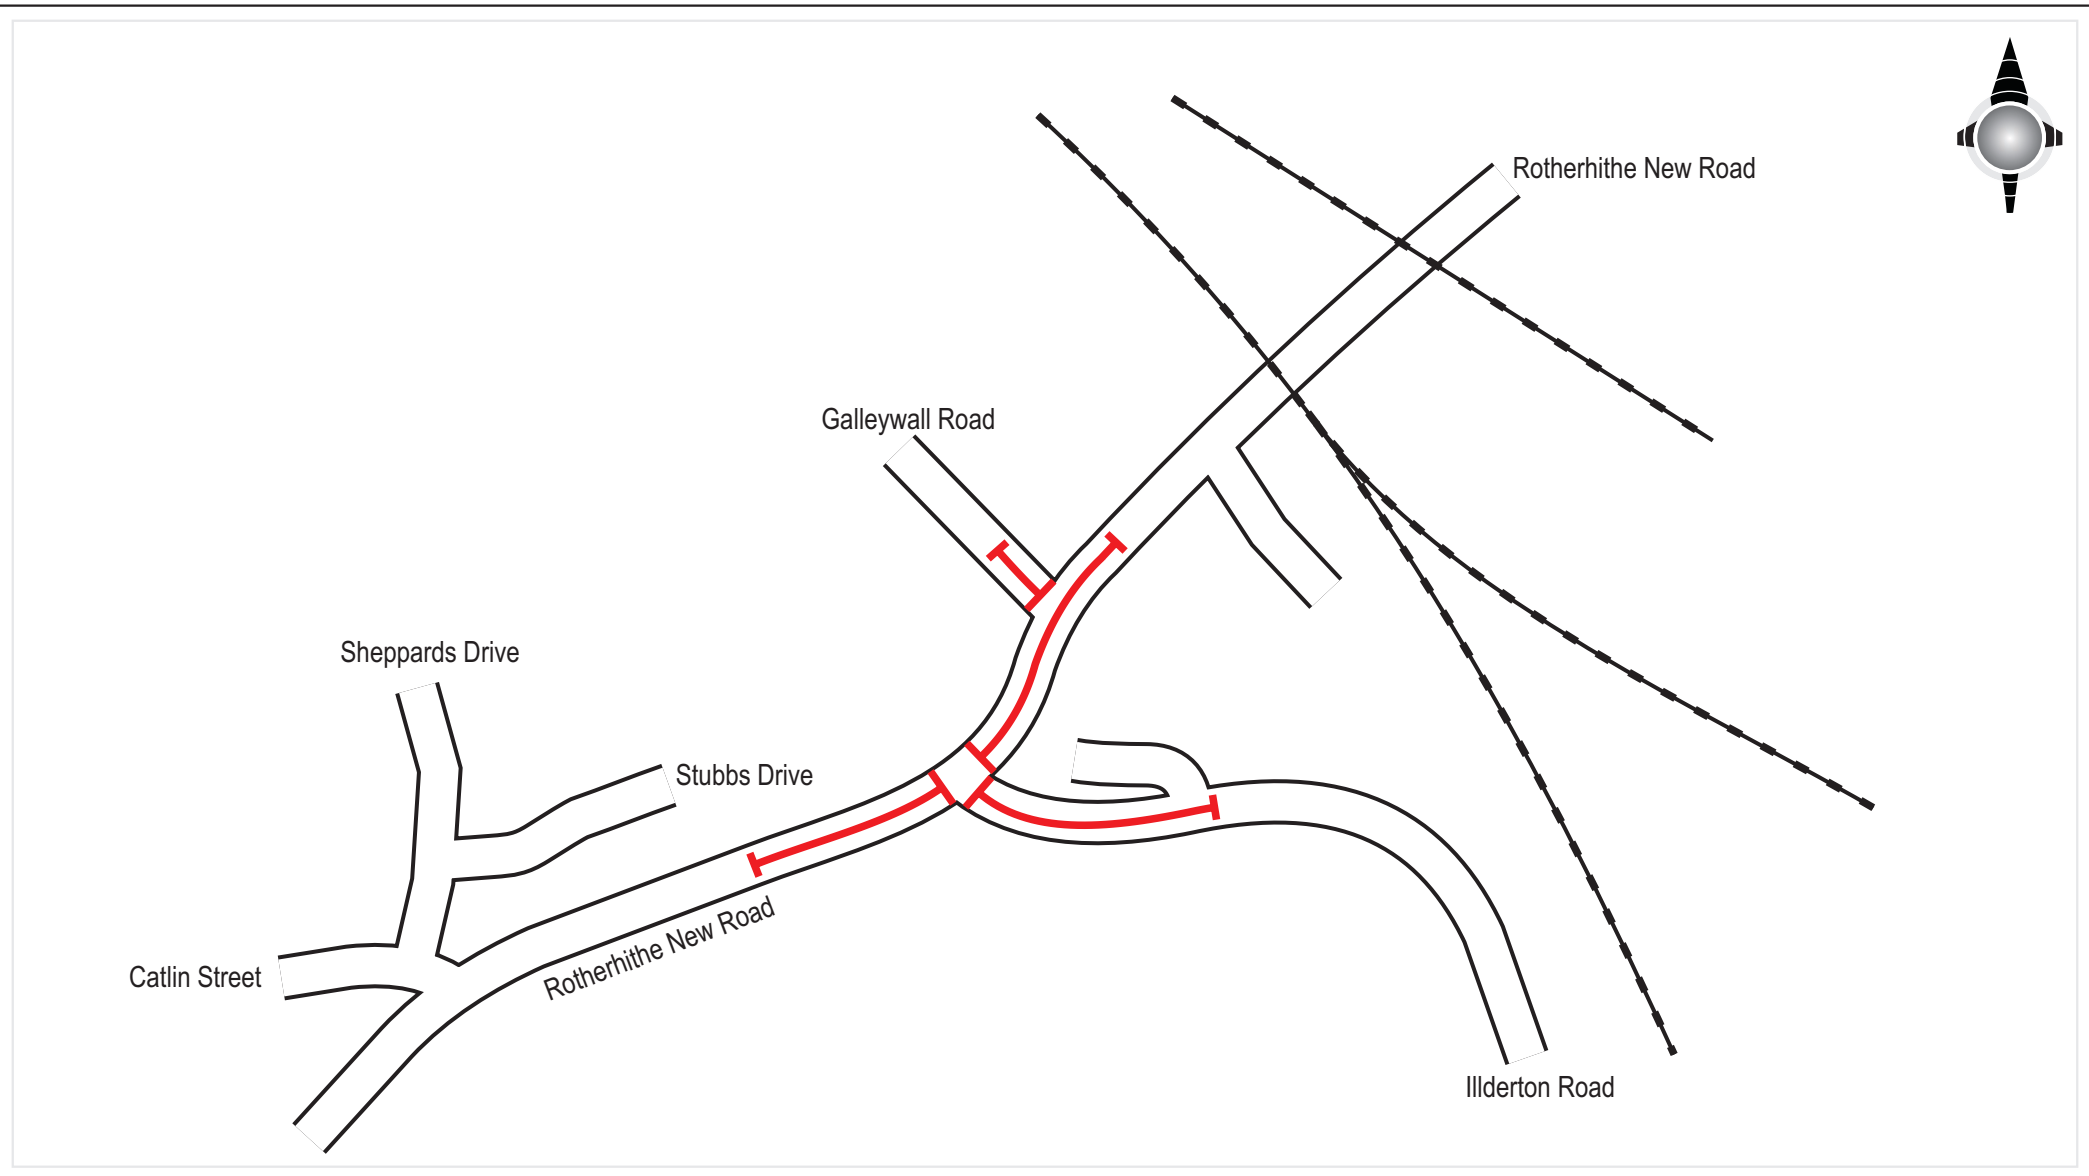 Rotherhithe New Road
Galleywall Road
Sheppards Drive
Stubbs Drive
Rotherhithe New Road
Catlin Street
Illderton Road